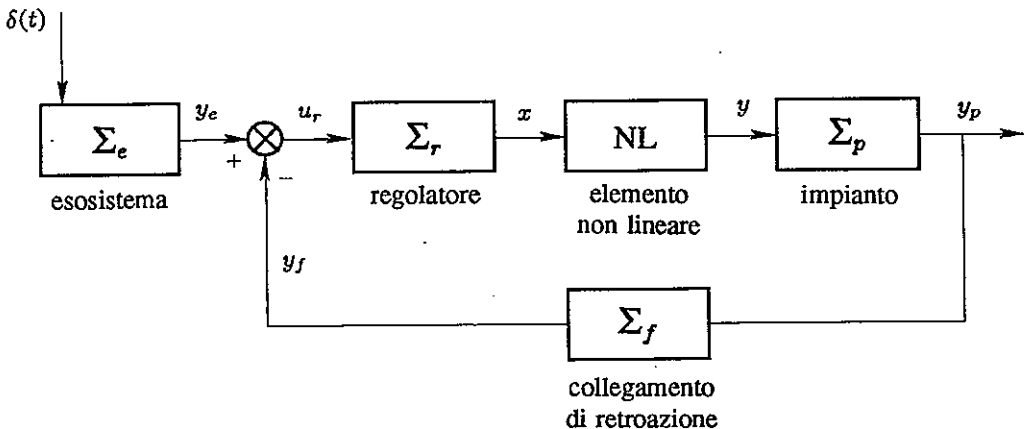 δ(t)
Σe
ye
+
−
ur
Σr
x
NL
y
Σp
yp
esosistema
regolatore
elemento
non lineare
impianto
yf
Σf
collegamento
di retroazione